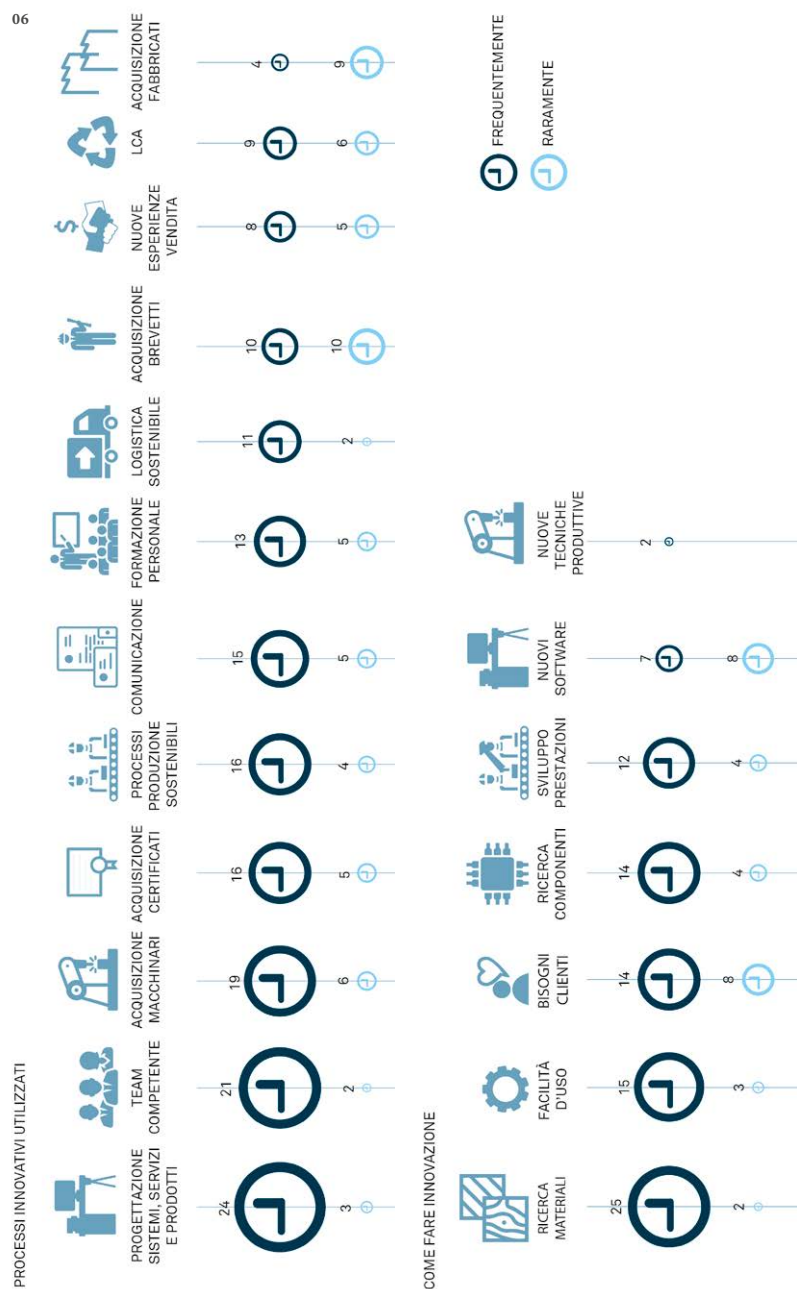 06
PROCESSI INNOVATIVI UTILIZZATI
PROGETTAZIONE
SISTEMI, SERVIZI
E PRODOTTI
24
3
TEAM
COMPETENTE
21
2
ACQUISIZIONE
MACCHINARI
19
6
ACQUISIZIONE
CERTIFICATI
16
5
PROCESSI
PRODUZIONE
SOSTENIBILI
16
4
COMUNICAZIONE
15
5
FORMAZIONE
PERSONALE
13
5
LOGISTICA
SOSTENIBILE
11
2
ACQUISIZIONE
BREVETTI
10
10
$
NUOVE
ESPERIENZE
VENDITA
8
5
LCA
9
6
ACQUISIZIONE
FABBRICATI
4
9
COME FARE INNOVAZIONE
RICERCA
MATERIALI
25
2
FACILITÀ
D'USO
15
3
BISOGNI
CLIENTI
14
8
RICERCA
COMPONENTI
14
4
SVILUPPO
PRESTAZIONI
12
4
NUOVI
SOFTWARE
7
8
NUOVE
TECNICHE
PRODUTTIVE
2
FREQUENTEMENTE
RARAMENTE